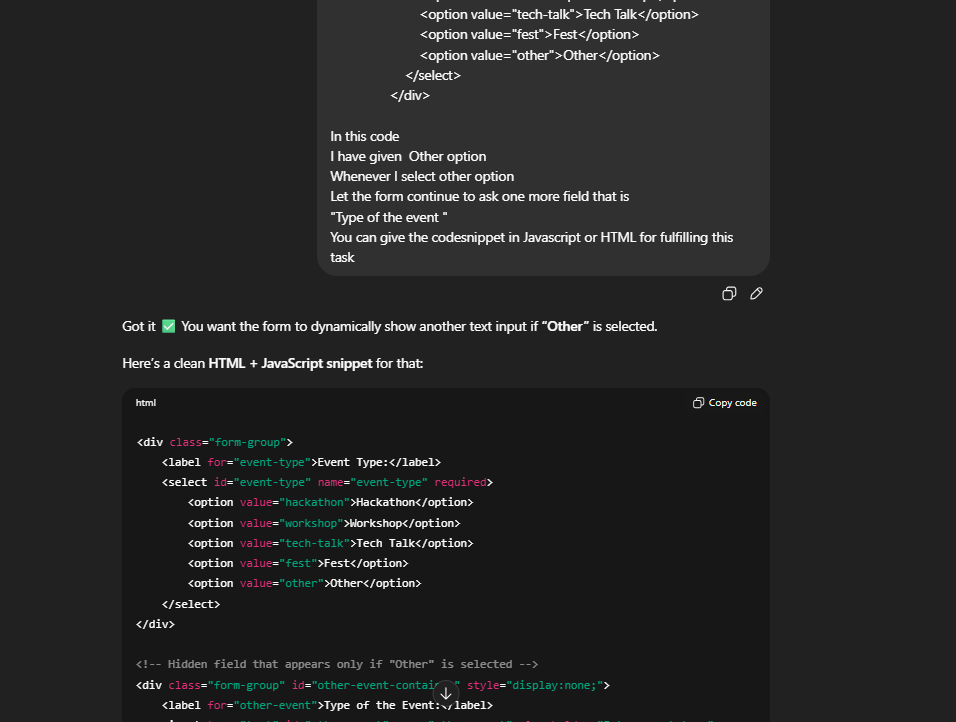 <option value="tech-talk">Tech Talk</option>
<option value="fest">Fest</option>
<option value="other">Other</option>
</select>
</div>
In this code
I have given  Other option
Whenever I select other option
Let the form continue to ask one more field that is
"Type of the event "
You can give the codesnippet in Javascript or HTML for fulfilling this
task
Got it ✅ You want the form to dynamically show another text input if “Other” is selected.
Here’s a clean HTML + JavaScript snippet for that:
html
Copy code
<div class="form-group">
<label for="event-type">Event Type:</label>
<select id="event-type" name="event-type" required>
<option value="hackathon">Hackathon</option>
<option value="workshop">Workshop</option>
<option value="tech-talk">Tech Talk</option>
<option value="fest">Fest</option>
<option value="other">Other</option>
</select>
</div>
<!-- Hidden field that appears only if "Other" is selected -->
<div class="form-group" id="other-event-contai" style="display:none;">
<label for="other-event">Type of the Event:</label>